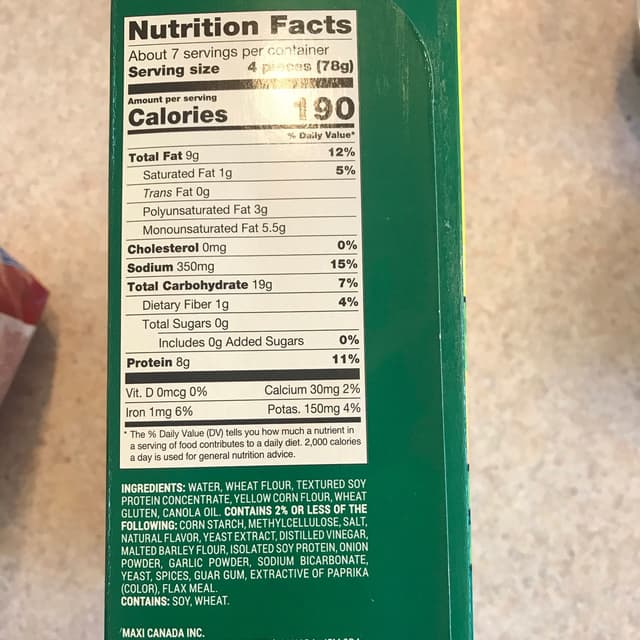 Nutrition Facts
About 7 servings per container
Serving size 4 pieces (78g)
Amount per serving
Calories 190
% Daily Value*
Total Fat 9g 12%
Saturated Fat 1g 5%
Trans Fat 0g
Polyunsaturated Fat 3g
Monounsaturated Fat 5.5g
Cholesterol 0mg 0%
Sodium 350mg 15%
Total Carbohydrate 19g 7%
Dietary Fiber 1g 4%
Total Sugars 0g
Includes 0g Added Sugars 0%
Protein 8g 11%
Vit. D 0mcg 0% Calcium 30mg 2%
Iron 1mg 6% Potas. 150mg 4%
* The % Daily Value (DV) tells you how much a nutrient in
a serving of food contributes to a daily diet. 2,000 calories
a day is used for general nutrition advice.
INGREDIENTS: WATER, WHEAT FLOUR, TEXTURED SOY
PROTEIN CONCENTRATE, YELLOW CORN FLOUR, WHEAT
GLUTEN, CANOLA OIL. CONTAINS 2% OR LESS OF THE
FOLLOWING: CORN STARCH, METHYLCELLULOSE, SALT,
NATURAL FLAVOR, YEAST EXTRACT, DISTILLED VINEGAR,
MALTED BARLEY FLOUR, ISOLATED SOY PROTEIN, ONION
POWDER, GARLIC POWDER, SODIUM BICARBONATE,
YEAST, SPICES, GUAR GUM, EXTRACTIVE OF PAPRIKA
(COLOR), FLAX MEAL.
CONTAINS: SOY, WHEAT.
MAXI CANADA INC.